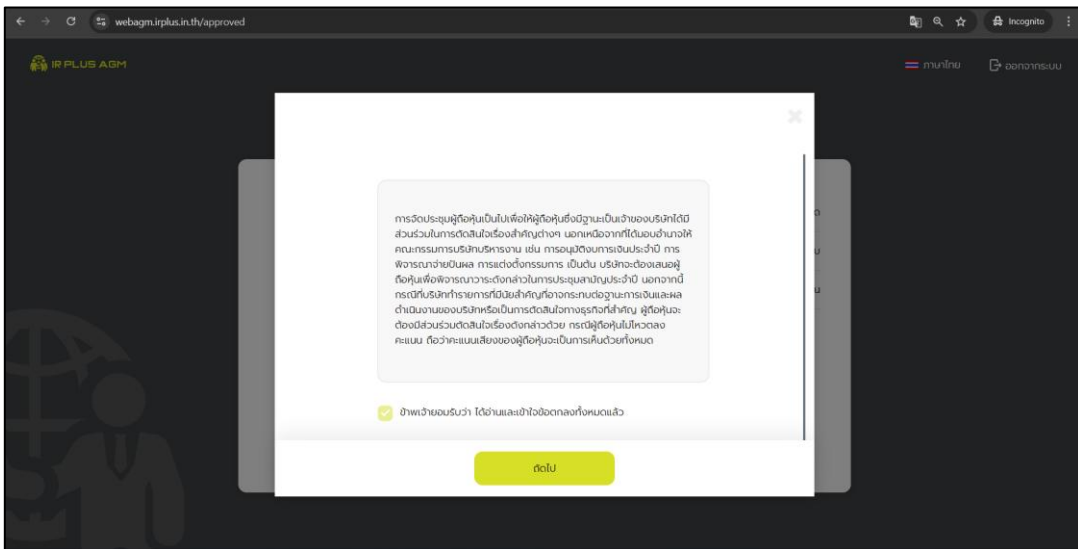 webagm.irplus.in.th/approved
Incognito
IR PLUS AGM
ภาษาไทย
ออกจากระบบ
การจัดประชุมผู้ถือหุ้นเป็นไปเพื่อให้ผู้ถือหุ้นซึ่งมีฐานะเป็นเจ้าของบริษัทได้มี
ส่วนร่วมในการตัดสินใจเรื่องสำคัญต่างๆ นอกเหนือจากที่ได้มอบอำนาจให้
คณะกรรมการบริษัทบริหารงาน เช่น การอนุมัติงบการเงินประจำปี การ
พิจารณาจ่ายปันผล การแต่งตั้งกรรมการ เป็นต้น บริษัทจะต้องเสนอผู้
ถือหุ้นเพื่อพิจารณาวาระดังกล่าวในการประชุมสามัญประจำปี นอกจากนี้
กรณีที่บริษัททำรายการที่มีนัยสำคัญที่อาจกระทบต่อฐานะการเงินและผล
ดำเนินงานของบริษัทหรือเป็นการตัดสินใจทางธุรกิจที่สำคัญ ผู้ถือหุ้นจะ
ต้องมีส่วนร่วมตัดสินใจเรื่องดังกล่าวด้วย กรณีผู้ถือหุ้นไม่โหวตลง
คะแนน ถือว่าคะแนนเสียงของผู้ถือหุ้นจะเป็นการเห็นด้วยทั้งหมด
ข้าพเจ้ายอมรับว่า ได้อ่านและเข้าใจข้อตกลงทั้งหมดแล้ว
ถัดไป